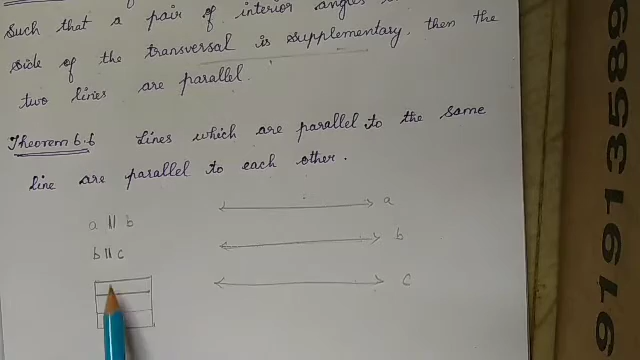 Such that a pair of interior angles
side of the transversal is supplementary, then the
two lines are parallel.
Theorem 6.6 Lines which are parallel to the same
line are parallel to each other.
a || b
b || c
a
b
c
9191358